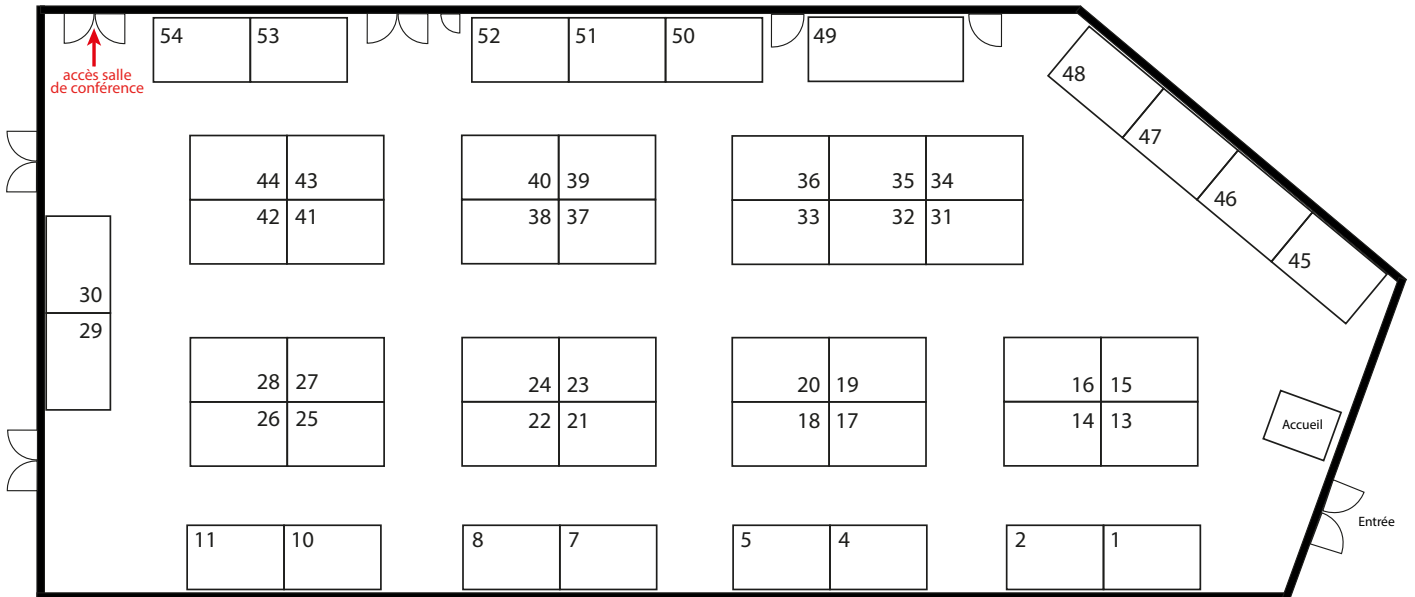 54 53 52 51 50 49
accès salle
de conférence
48
47
46
45
44 43 40 39 36 35 34
42 41 38 37 33 32 31
30
29
28 27 24 23 20 19 16 15
26 25 22 21 18 17 14 13
Accueil
Entrée
11 10 8 7 5 4 2 1